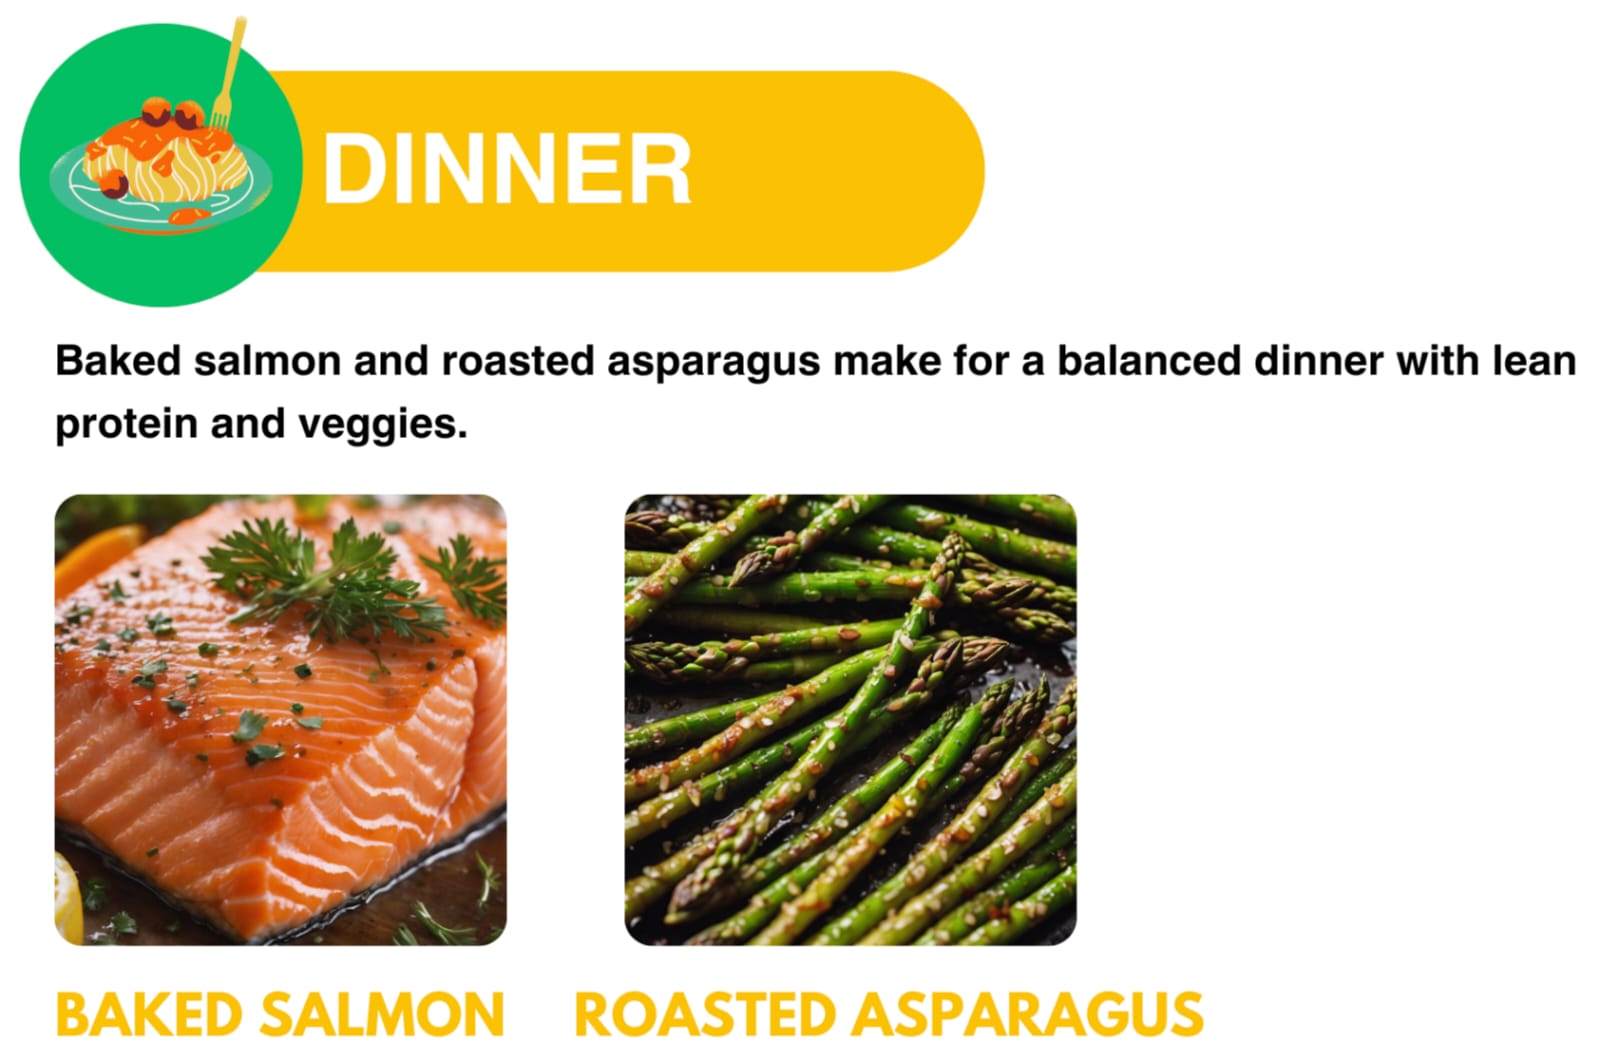 DINNER
Baked salmon and roasted asparagus make for a balanced dinner with lean
protein and veggies.
BAKED SALMON
ROASTED ASPARAGUS